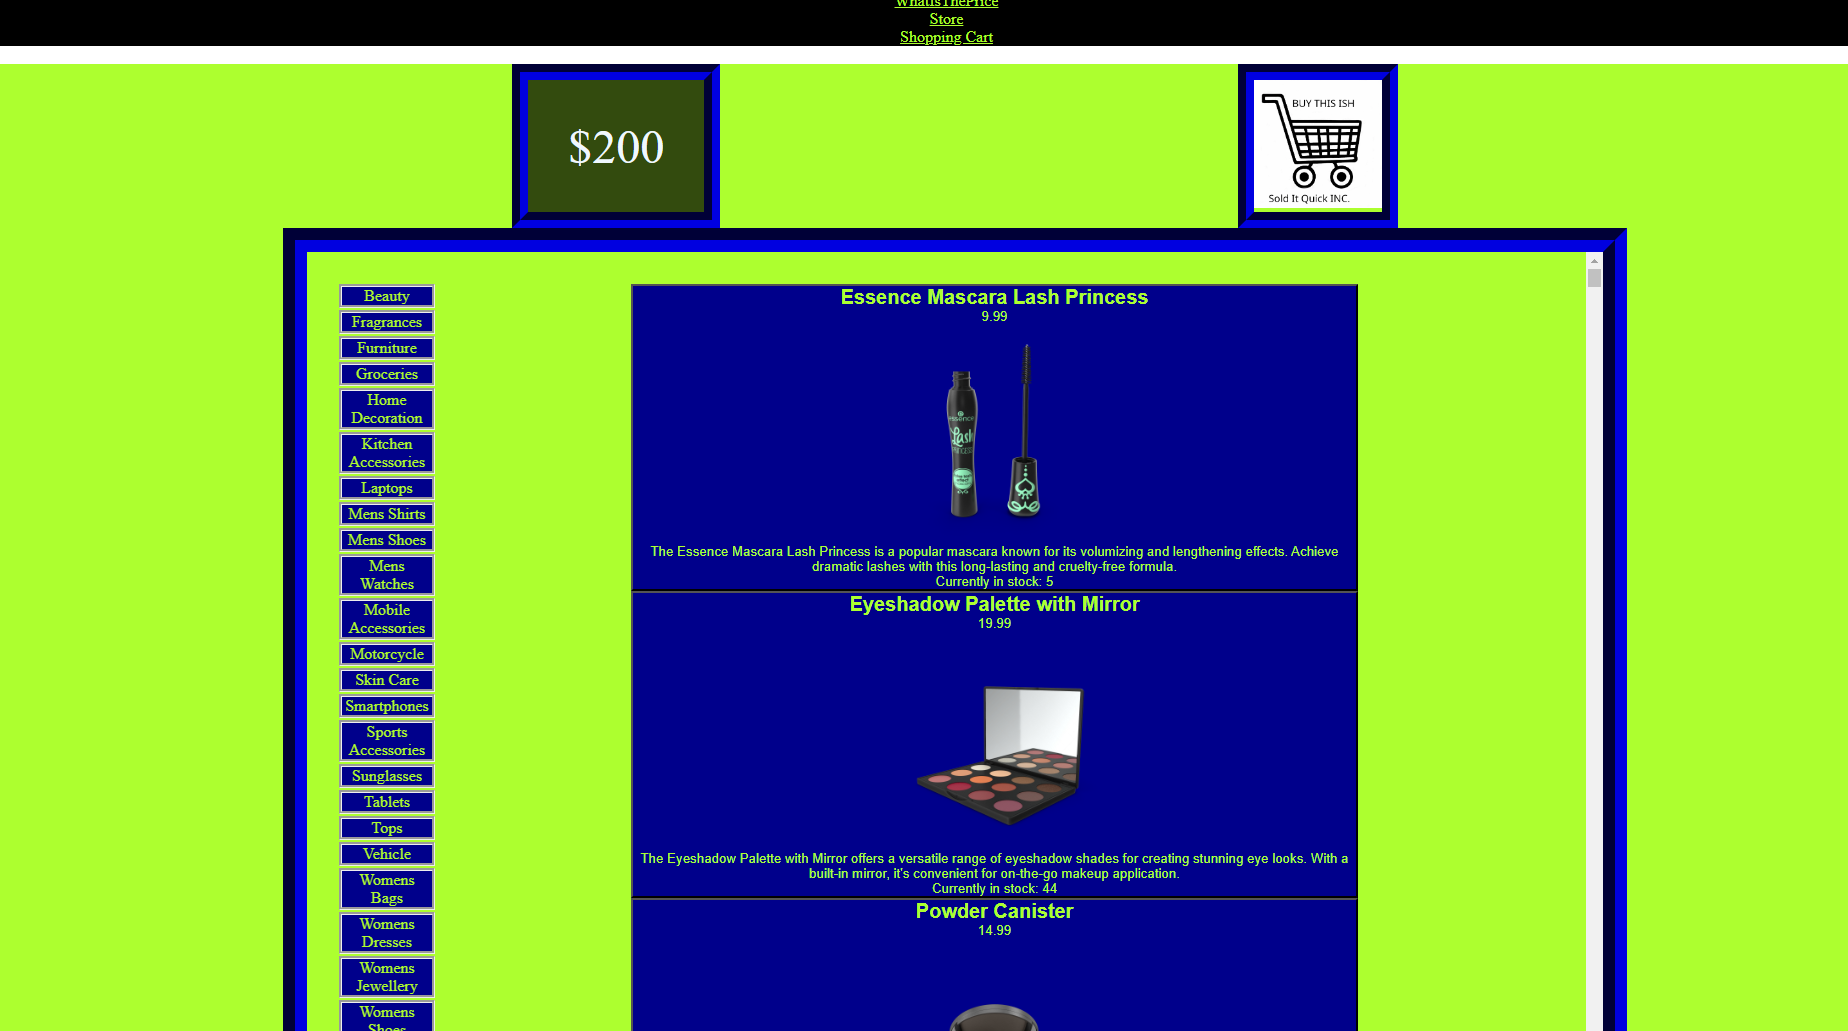 WhatIsThePrice
Store
Shopping Cart
$200
BUY THIS ISH
Sold It Quick INC.
Beauty
Fragrances
Furniture
Groceries
Home
Decoration
Kitchen
Accessories
Laptops
Mens Shirts
Mens Shoes
Mens
Watches
Mobile
Accessories
Motorcycle
Skin Care
Smartphones
Sports
Accessories
Sunglasses
Tablets
Tops
Vehicle
Womens
Bags
Womens
Dresses
Womens
Jewellery
Womens
Shoes
Essence Mascara Lash Princess
9.99
essence
Lash
PRINCESS
The Essence Mascara Lash Princess is a popular mascara known for its volumizing and lengthening effects. Achieve
dramatic lashes with this long-lasting and cruelty-free formula.
Currently in stock: 5
Eyeshadow Palette with Mirror
19.99
The Eyeshadow Palette with Mirror offers a versatile range of eyeshadow shades for creating stunning eye looks. With a
built-in mirror, it's convenient for on-the-go makeup application.
Currently in stock: 44
Powder Canister
14.99